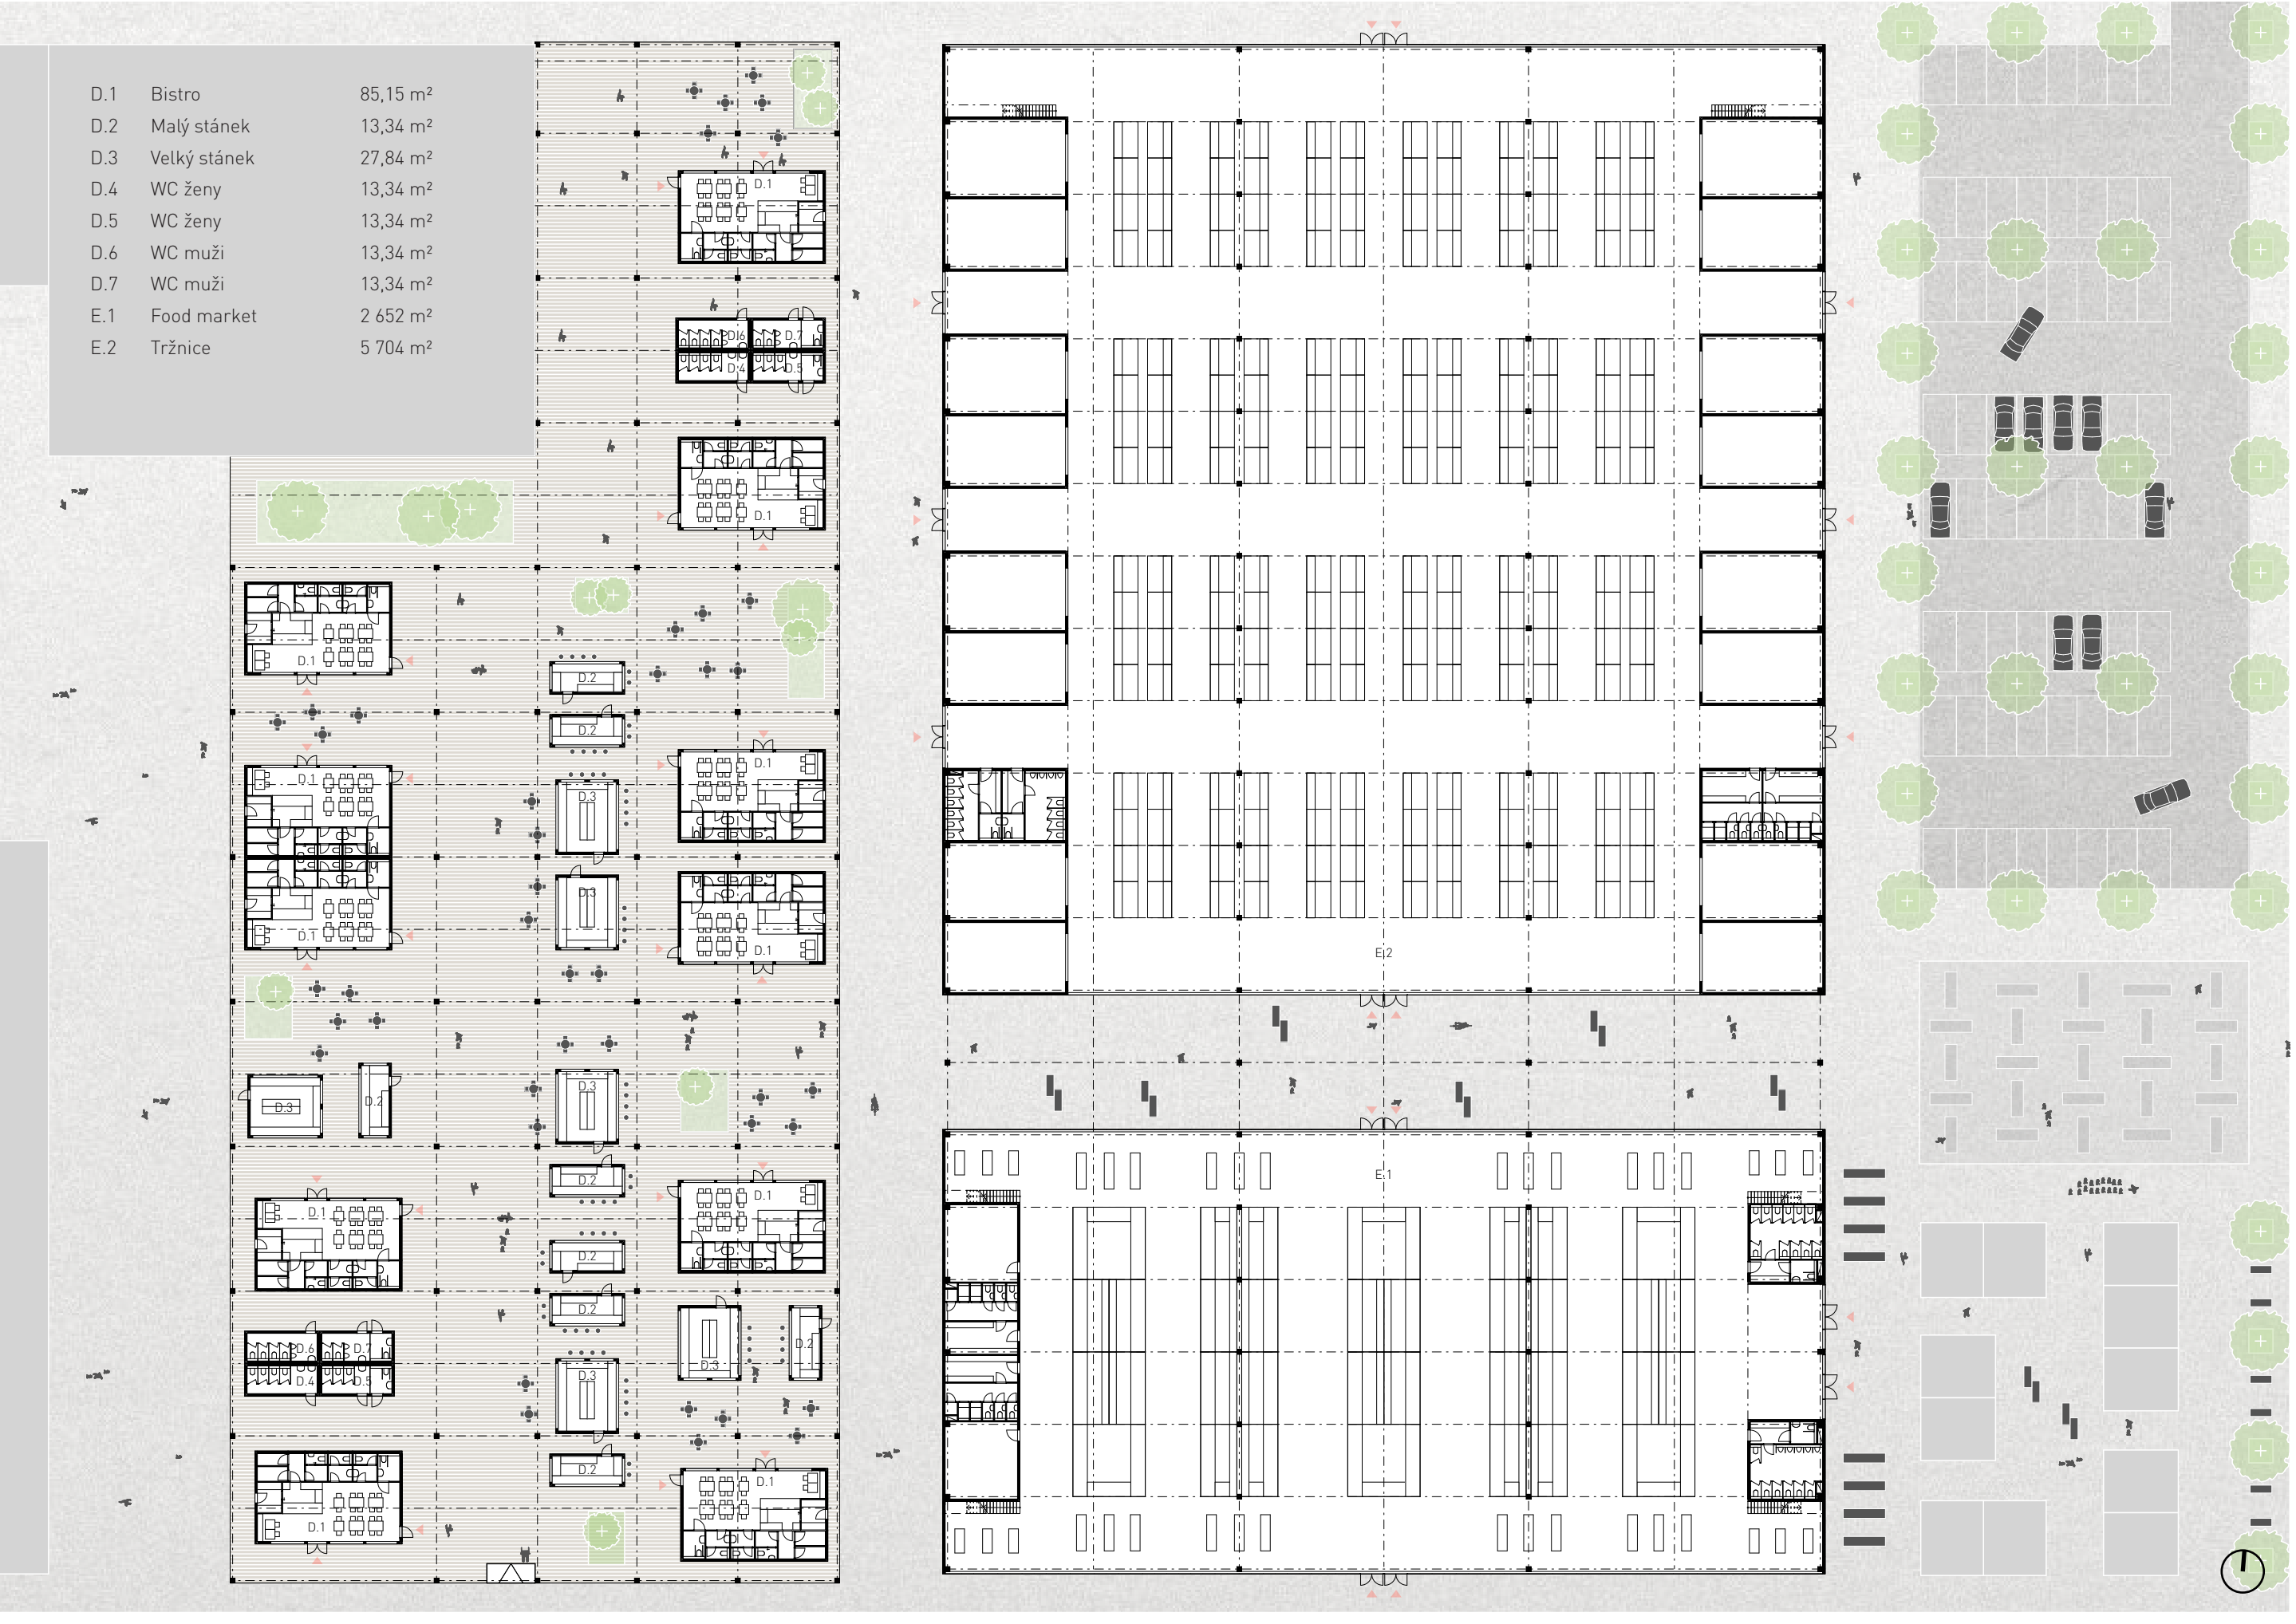 D.1 Bistro 85,15 m²
D.2 Malý stánek 13,34 m²
D.3 Velký stánek 27,84 m²
D.4 WC ženy 13,34 m²
D.5 WC ženy 13,34 m²
D.6 WC muži 13,34 m²
D.7 WC muži 13,34 m²
E.1 Food market 2 652 m²
E.2 Tržnice 5 704 m²
D.1
D.6 D.7
D.4 D.5
D.1
D.1
D.2
D.2
D.1
D.1
D.3
D.3
D.1
D.1
E.2
D.3
D.3
D.2
E.1
D.2
D.1
D.1
D.2
D.2
D.6 D.7
D.2
D.3
D.4 D.5
D.3
D.2
D.1
D.1